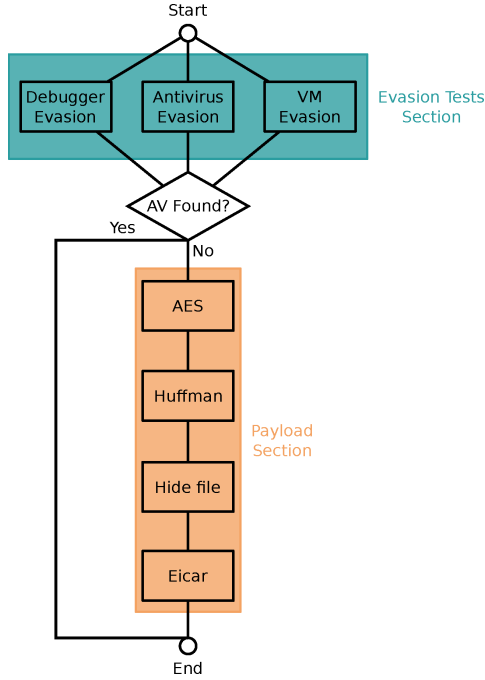 Start
Debugger
Evasion
Antivirus
Evasion
VM
Evasion
Evasion Tests
Section
AV Found?
Yes
No
AES
Huffman
Payload
Section
Hide file
Eicar
End